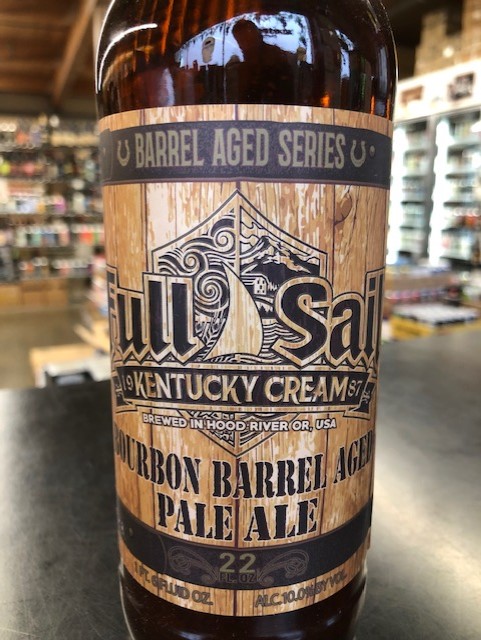 BARREL AGED SERIES
Full Sail
19 KENTUCKY CREAM 87
BREWED IN HOOD RIVER OR, USA
BOURBON BARREL AGED
PALE ALE
22
FL. OZ.
1 PT. 6 FLUID OZ. ALC. 10.0% BY VOL.